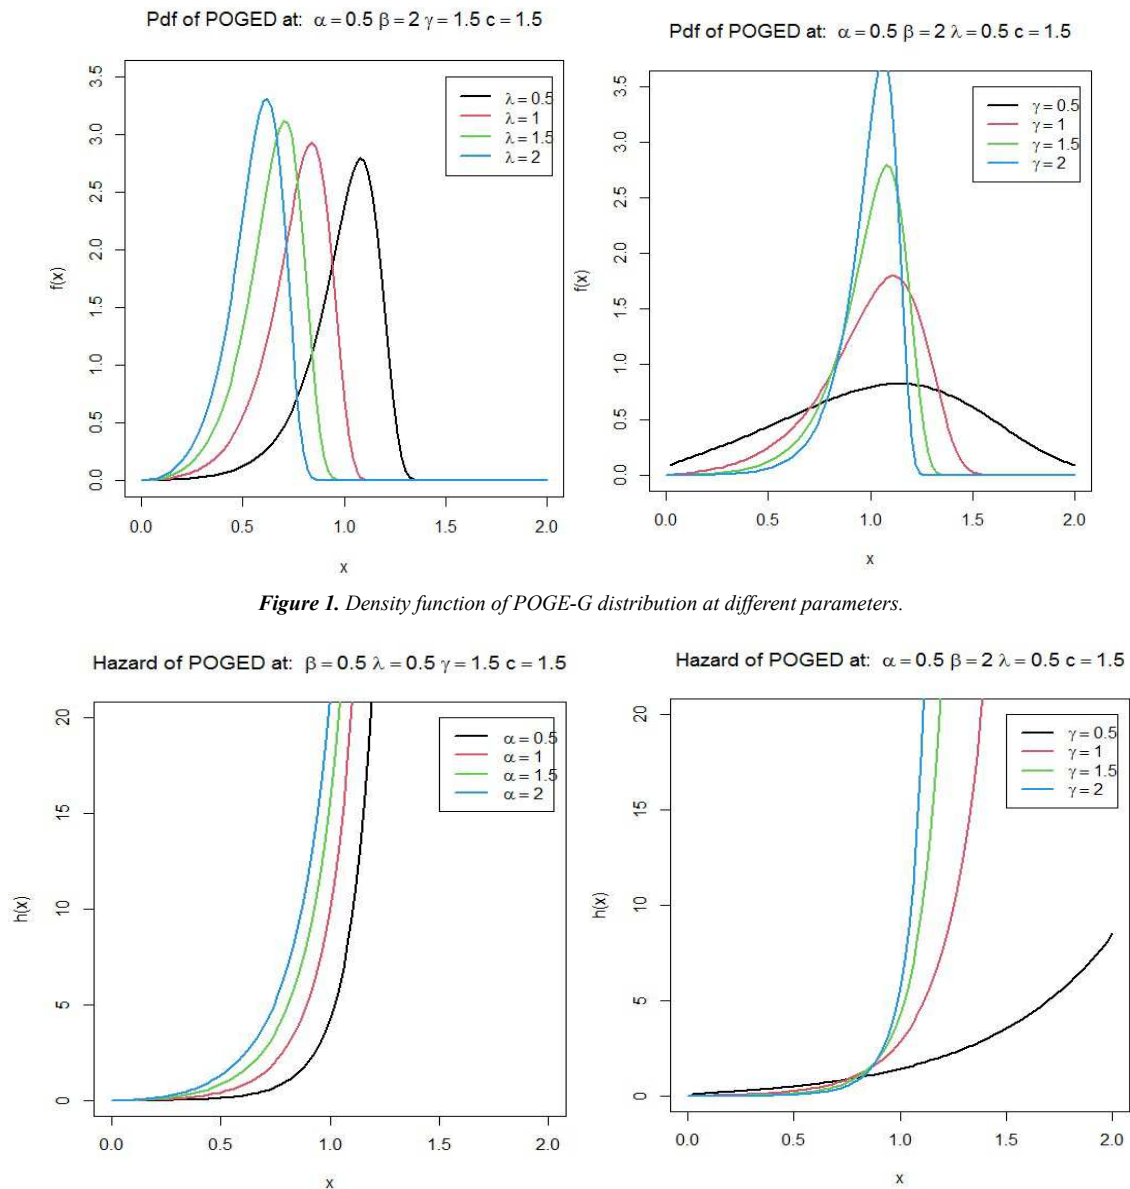 Pdf of POGED at: α = 0.5 β = 2 γ = 1.5 c = 1.5
f(x)
3.5
3.0
2.5
2.0
1.5
1.0
0.5
0.0
λ = 0.5
λ = 1
λ = 1.5
λ = 2
0.0 0.5 1.0 1.5 2.0
x
Pdf of POGED at: α = 0.5 β = 2 λ = 0.5 c = 1.5
f(x)
3.5
3.0
2.5
2.0
1.5
1.0
0.5
0.0
γ = 0.5
γ = 1
γ = 1.5
γ = 2
0.0 0.5 1.0 1.5 2.0
x
Figure 1. Density function of POGE-G distribution at different parameters.
Hazard of POGED at: β = 0.5 λ = 0.5 γ = 1.5 c = 1.5
h(x)
20
15
10
5
0
α = 0.5
α = 1
α = 1.5
α = 2
0.0 0.5 1.0 1.5 2.0
x
Hazard of POGED at: α = 0.5 β = 2 λ = 0.5 c = 1.5
h(x)
20
15
10
5
0
γ = 0.5
γ = 1
γ = 1.5
γ = 2
0.0 0.5 1.0 1.5 2.0
x